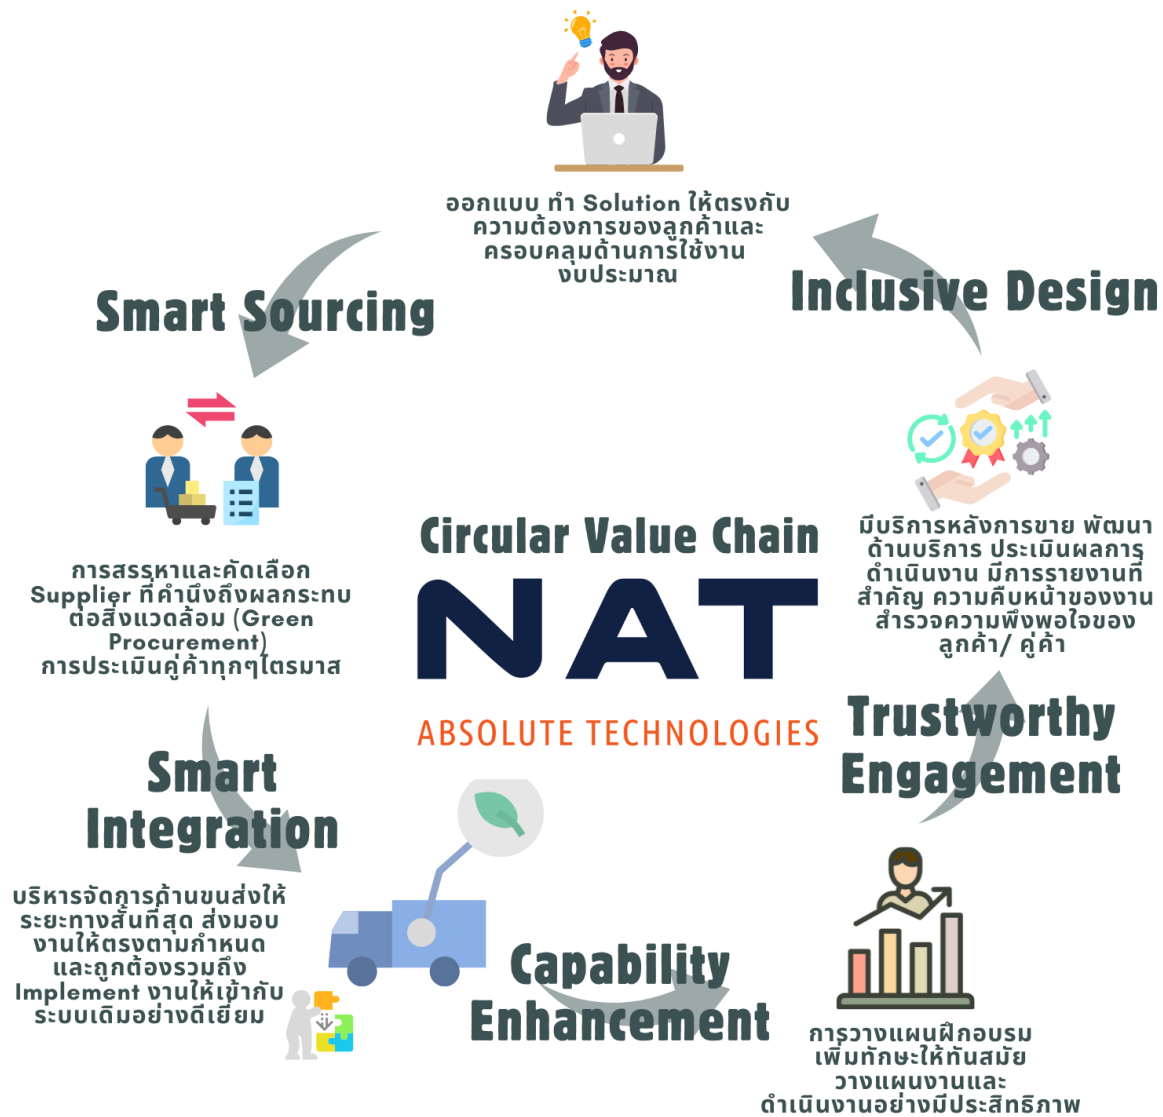 ออกแบบ ทำ Solution ให้ตรงกับ
ความต้องการของลูกค้าและ
ครอบคลุมด้านการใช้งาน
งบประมาณ
Smart Sourcing
การสรรหาและคัดเลือก
Supplier ที่คำนึงถึงผลกระทบ
ต่อสิ่งแวดล้อม (Green
Procurement)
การประเมินคู่ค้าทุกๆไตรมาส
Smart
Integration
บริหารจัดการด้านขนส่งให้
ระยะทางสั้นที่สุด ส่งมอบ
งานให้ตรงตามกำหนด
และถูกต้องรวมถึง
Implement งานให้เข้ากับ
ระบบเดิมอย่างดีเยี่ยม
Capability
Enhancement
การวางแผนฝึกอบรม
เพิ่มทักษะให้ทันสมัย
วางแผนงานและ
ดำเนินงานอย่างมีประสิทธิภาพ
Trustworthy
Engagement
มีบริการหลังการขาย พัฒนา
ด้านบริการ ประเมินผลการ
ดำเนินงาน มีการรายงานที่
สำคัญ ความคืบหน้าของงาน
สำรวจความพึงพอใจของ
ลูกค้า/ คู่ค้า
Inclusive Design
Circular Value Chain
NAT
ABSOLUTE TECHNOLOGIES